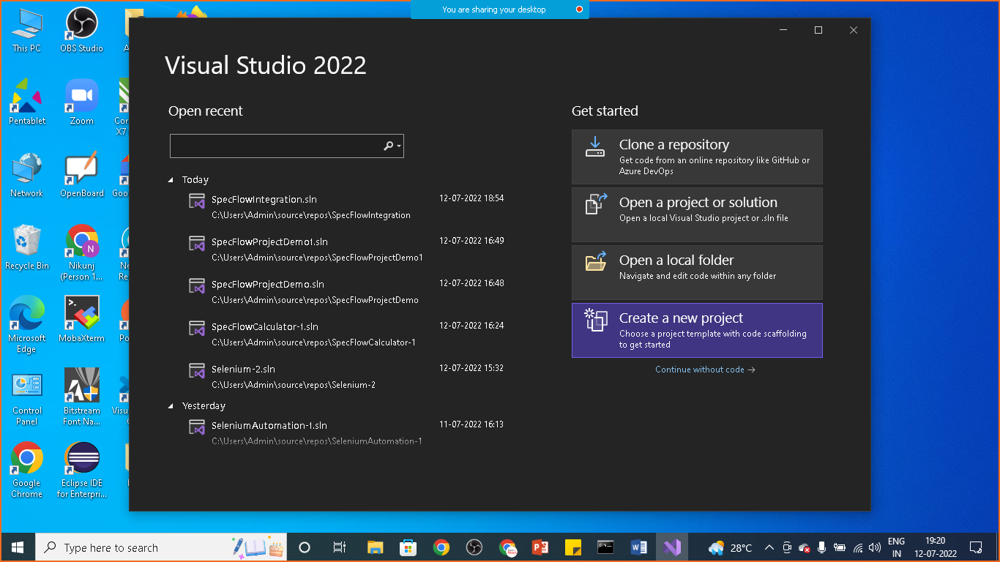 You are sharing your desktop
This PC
OBS Studio
A
Pentablet
Zoom
Cor
X7
Network
OpenBoard
Goo
Recycle Bin
Nikunj
(Person 1...
Ne
Re
Microsoft
Edge
MobaXterm
Po
Control
Panel
Bitstream
Font Na...
Visu
C
Google
Chrome
Eclipse IDE
for Enterpri...
Visual Studio 2022
Open recent
Today
SpecFlowIntegration.sln
12-07-2022 18:54
C:\Users\Admin\source\repos\SpecFlowIntegration
SpecFlowProjectDemo1.sln
12-07-2022 16:49
C:\Users\Admin\source\repos\SpecFlowProjectDemo1
SpecFlowProjectDemo.sln
12-07-2022 16:48
C:\Users\Admin\source\repos\SpecFlowProjectDemo
SpecFlowCalculator-1.sln
12-07-2022 16:24
C:\Users\Admin\source\repos\SpecFlowCalculator-1
Selenium-2.sln
12-07-2022 15:32
C:\Users\Admin\source\repos\Selenium-2
Yesterday
SeleniumAutomation-1.sln
11-07-2022 16:13
C:\Users\Admin\source\repos\SeleniumAutomation-1
Get started
Clone a repository
Get code from an online repository like GitHub or
Azure DevOps
Open a project or solution
Open a local Visual Studio project or .sln file
Open a local folder
Navigate and edit code within any folder
Create a new project
Choose a project template with code scaffolding
to get started
Continue without code →
Type here to search
28°C
ENG
IN
19:20
12-07-2022